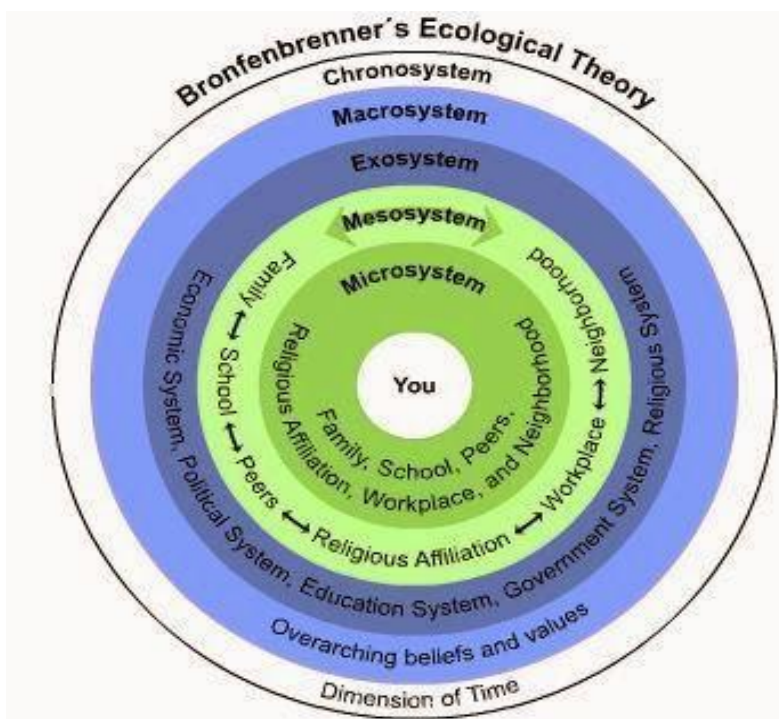 Bronfenbrenner´s Ecological Theory
Chronosystem
Macrosystem
Exosystem
Mesosystem
Microsystem
You
Family, School, Peers,
Religious Affiliation, Workplace, and Neighborhood
Family ↔ School ↔ Peers ↔ Religious Affiliation ↔ Workplace ↔ Neighborhood
Economic System, Political System, Education System, Government System, Religious System
Overarching beliefs and values
Dimension of Time